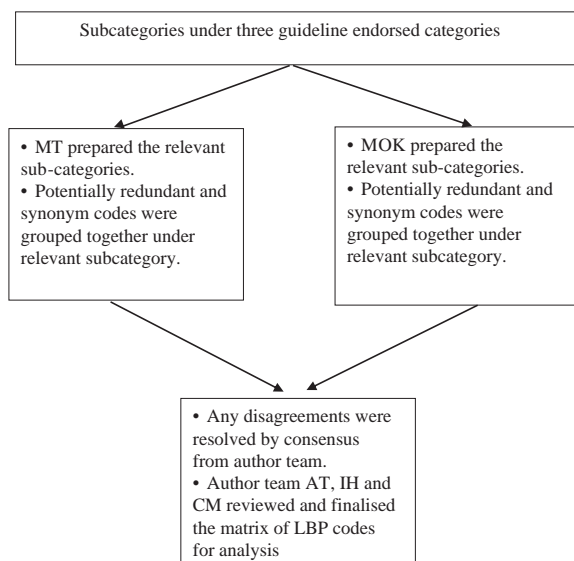 Subcategories under three guideline endorsed categories
• MT prepared the relevant
sub-categories.
• Potentially redundant and
synonym codes were
grouped together under
relevant subcategory.
• MOK prepared the
relevant sub-categories.
• Potentially redundant and
synonym codes were
grouped together under
relevant subcategory.
• Any disagreements were
resolved by consensus
from author team.
• Author team AT, IH and
CM reviewed and finalised
the matrix of LBP codes
for analysis